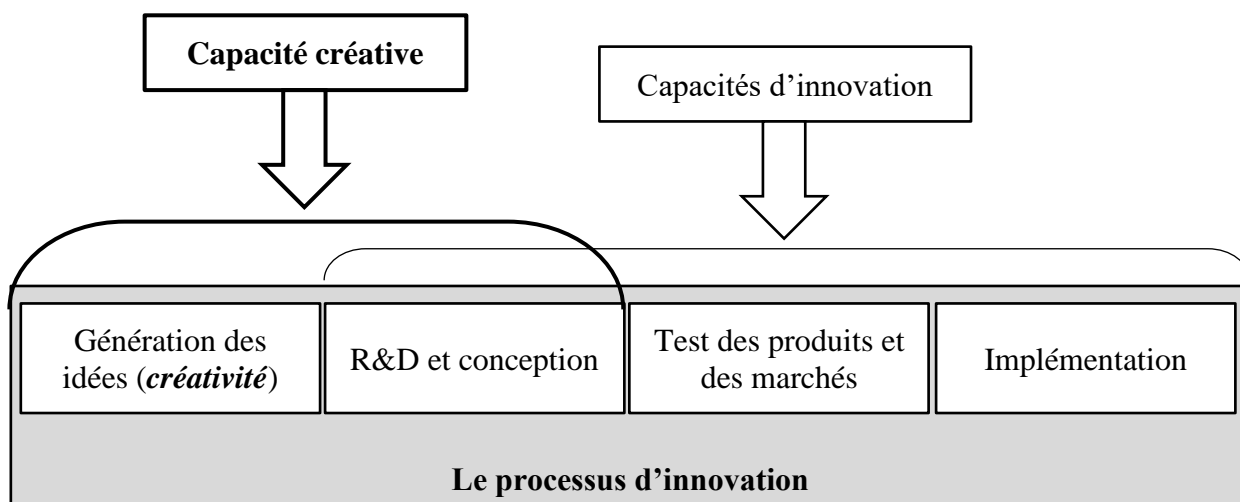 Capacité créative
Capacités d’innovation
Génération des
idées (créativité)
R&D et conception
Test des produits et
des marchés
Implémentation
Le processus d’innovation